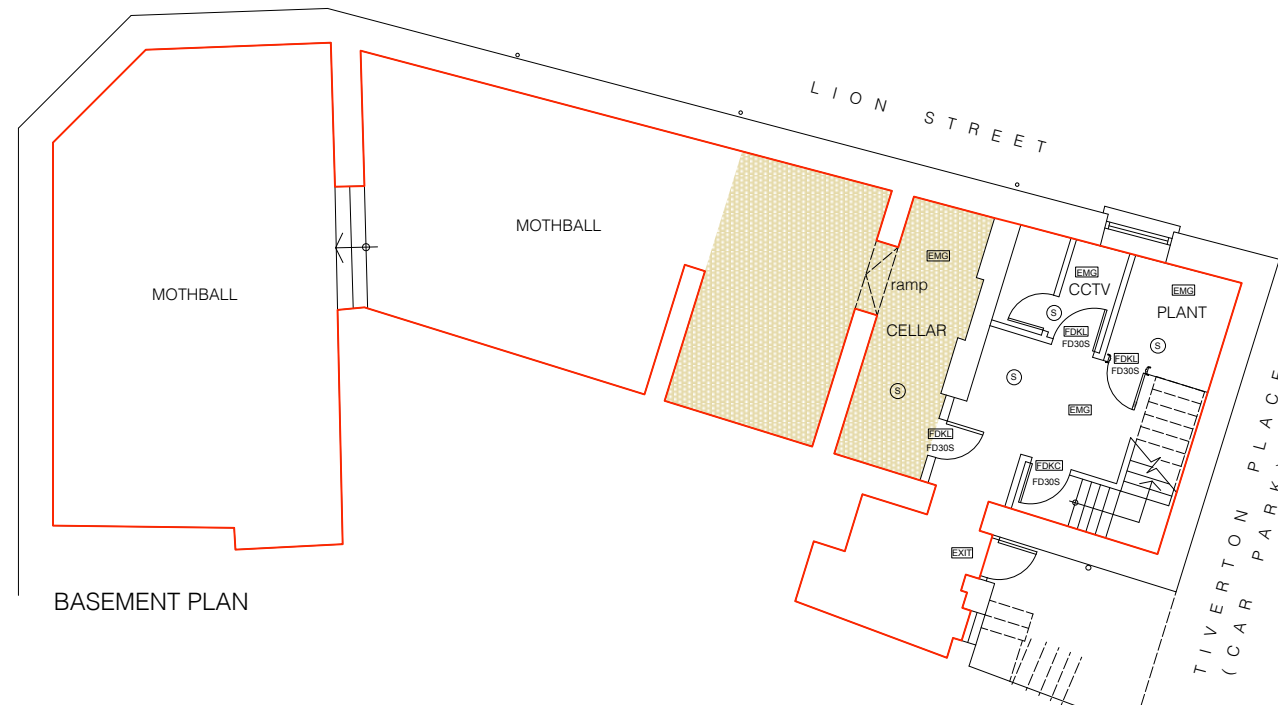 LION STREET
EMG
MOTHBALL
EMG
CCTV
ramp
EMG
MOTHBALL
PLANT
S
CELLAR
FDKL
FD30S
S
FDKL
FD30S
S
S
EMG
FDKL
FD30S
FDKC
FD30S
EXIT
TIVERTON PLACE
(CAR PARK)
BASEMENT PLAN